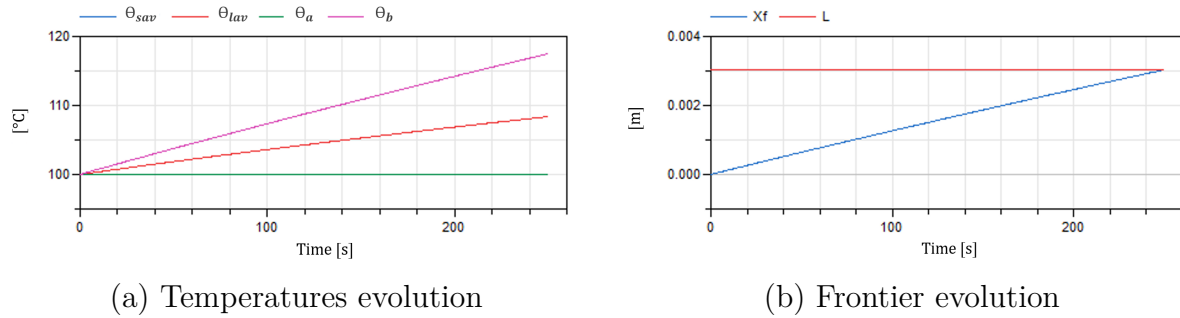 Θsav Θlav Θa Θb
120
110
100
[°C]
0 100 200
Time [s]
(a) Temperatures evolution
Xf L
0.004
0.002
0.000
[m]
0 100 200
Time [s]
(b) Frontier evolution